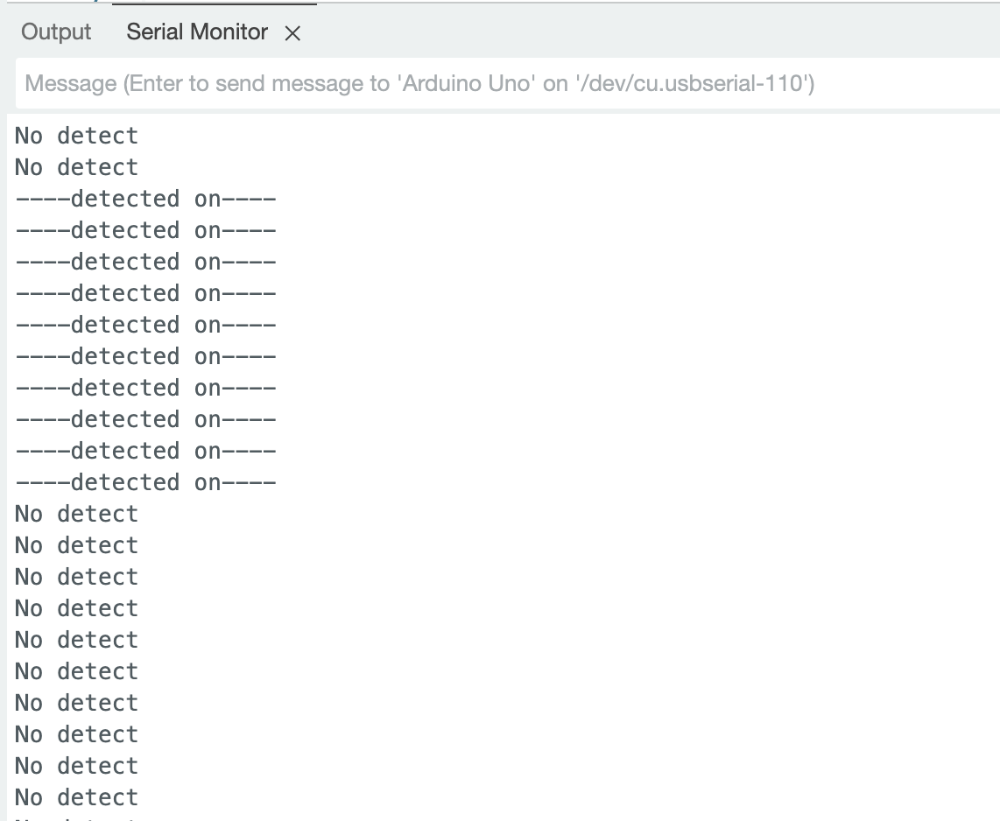 Output Serial Monitor
Message (Enter to send message to 'Arduino Uno' on '/dev/cu.usbserial-110')
No detect
No detect
----detected on----
----detected on----
----detected on----
----detected on----
----detected on----
----detected on----
----detected on----
----detected on----
----detected on----
----detected on----
No detect
No detect
No detect
No detect
No detect
No detect
No detect
No detect
No detect
No detect